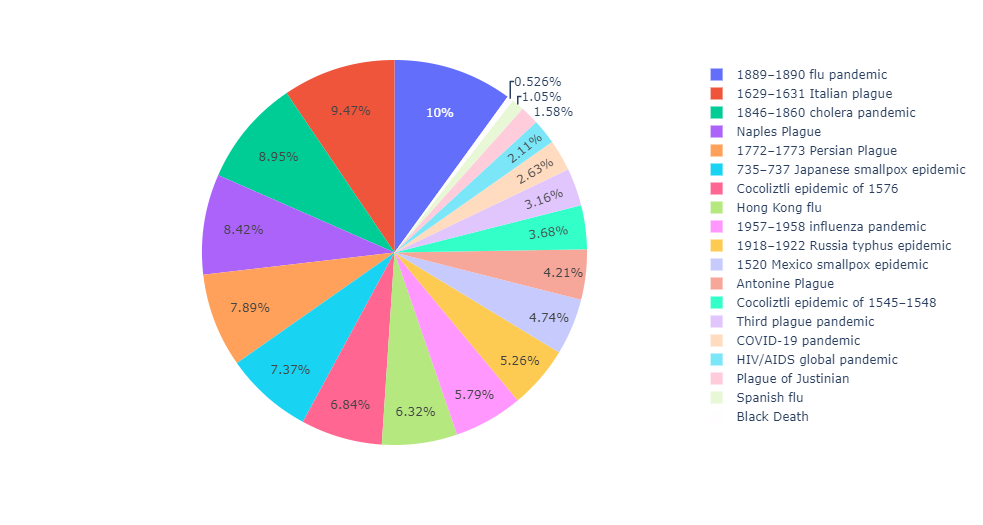 0.526%
1.05%
1.58%
10%
9.47%
2.11%
8.95%
2.63%
3.16%
8.42%
3.68%
4.21%
7.89%
4.74%
5.26%
7.37%
5.79%
6.84%
6.32%
1889–1890 flu pandemic
1629–1631 Italian plague
1846–1860 cholera pandemic
Naples Plague
1772–1773 Persian Plague
735–737 Japanese smallpox epidemic
Cocoliztli epidemic of 1576
Hong Kong flu
1957–1958 influenza pandemic
1918–1922 Russia typhus epidemic
1520 Mexico smallpox epidemic
Antonine Plague
Cocoliztli epidemic of 1545–1548
Third plague pandemic
COVID-19 pandemic
HIV/AIDS global pandemic
Plague of Justinian
Spanish flu
Black Death